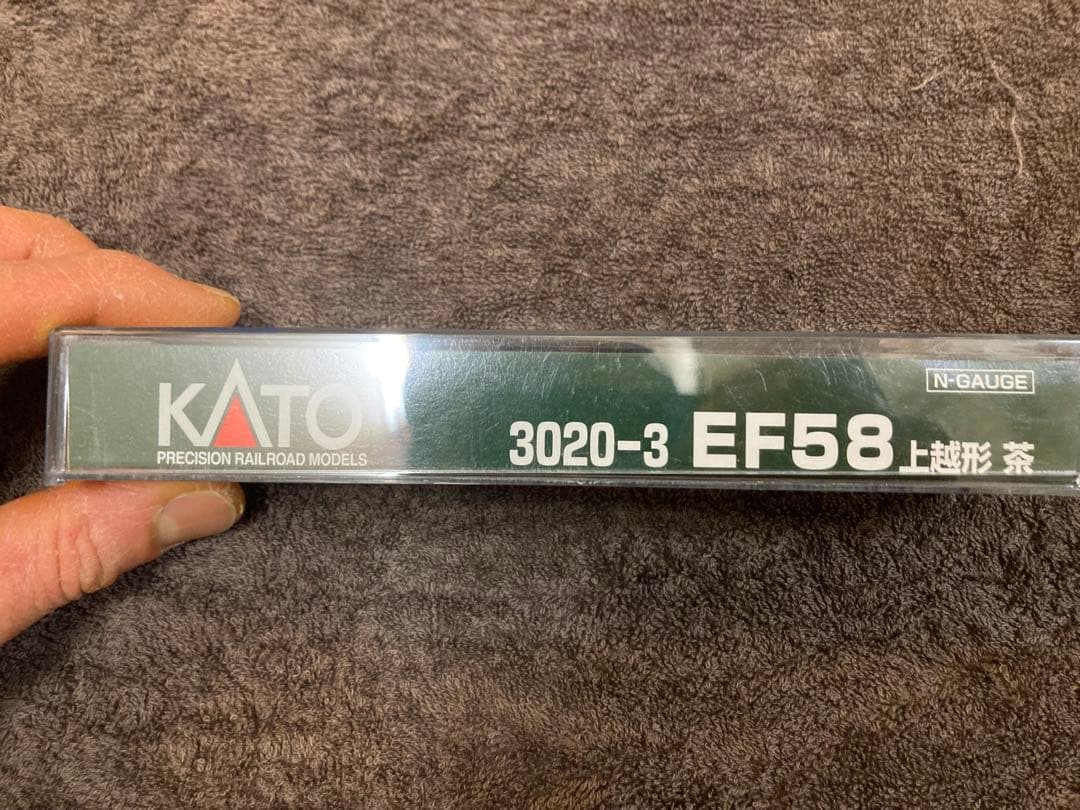 KATO
PRECISION RAILROAD MODELS
N-GAUGE
3020-3 EF58 上越形 茶